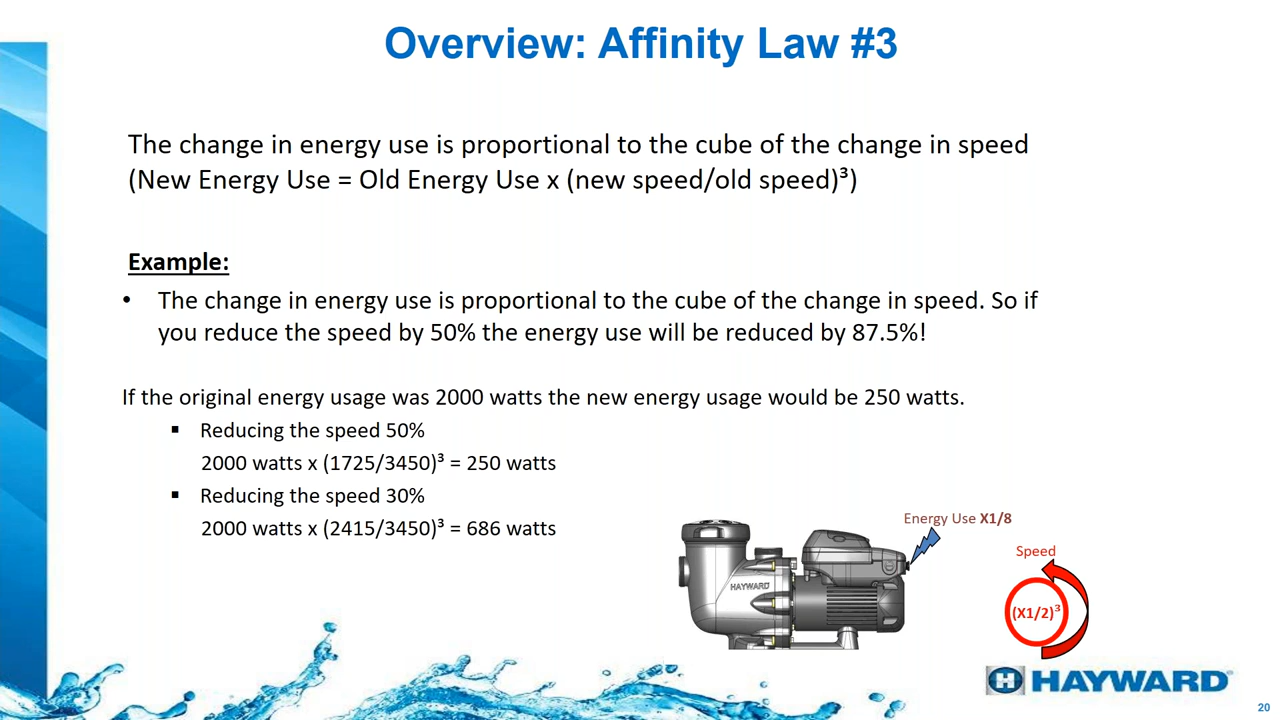 Overview: Affinity Law #3
The change in energy use is proportional to the cube of the change in speed
(New Energy Use = Old Energy Use x (new speed/old speed)³)
Example:
• The change in energy use is proportional to the cube of the change in speed. So if
you reduce the speed by 50% the energy use will be reduced by 87.5%!
If the original energy usage was 2000 watts the new energy usage would be 250 watts.
▪ Reducing the speed 50%
2000 watts x (1725/3450)³ = 250 watts
▪ Reducing the speed 30%
2000 watts x (2415/3450)³ = 686 watts
Energy Use X1/8
Speed
HAYWARD
(X1/2)³
HAYWARD
20